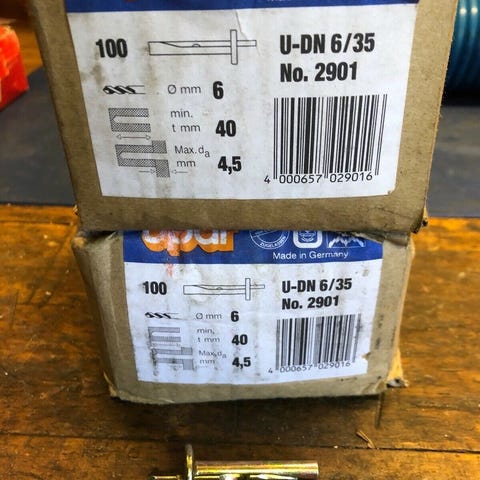 100
U-DN 6/35
No. 2901
Ø mm 6
min.
t mm 40
Max.da
mm 4,5
4 000657 029016
Made in Germany
100
U-DN 6/35
No. 2901
Ø mm 6
min.
t mm 40
Max.da
mm 4,5
4 000657 029016